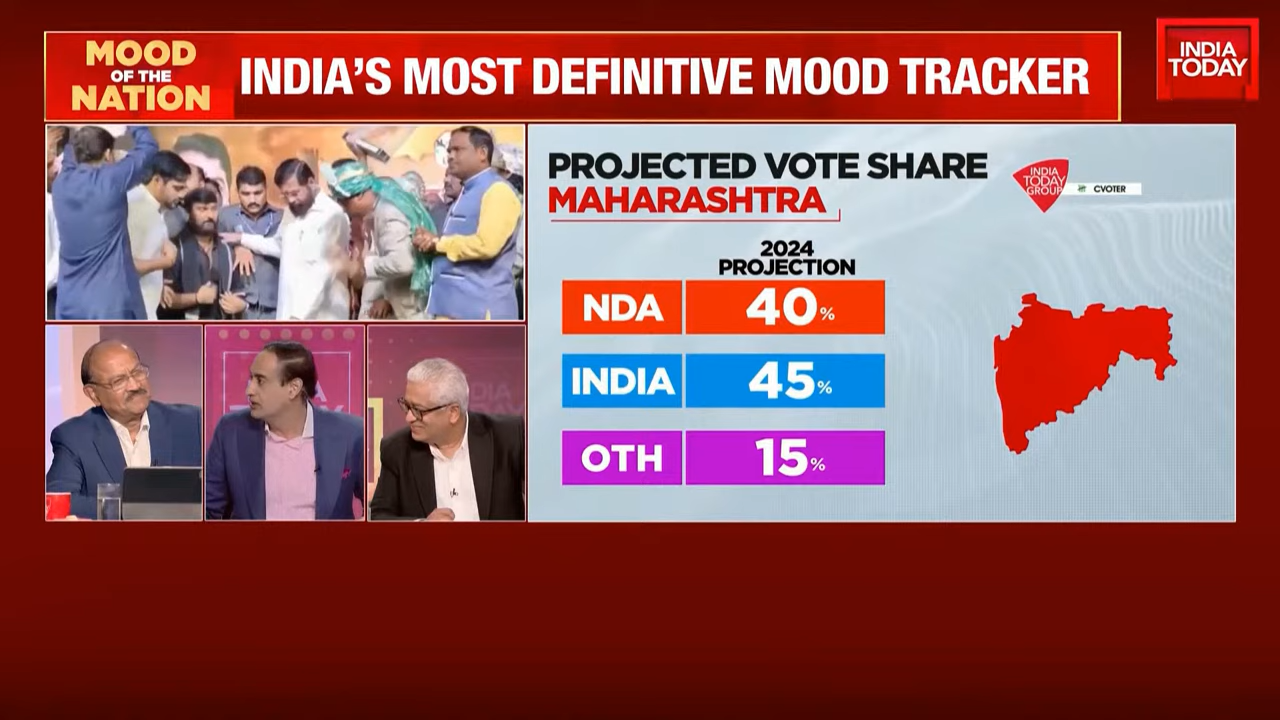 MOOD
OF THE
NATION
INDIA'S MOST DEFINITIVE MOOD TRACKER
INDIA
TODAY
PROJECTED VOTE SHARE
MAHARASHTRA
INDIA
TODAY
GROUP
CVOTER
2024
PROJECTION
NDA 40%
INDIA 45%
OTH 15%